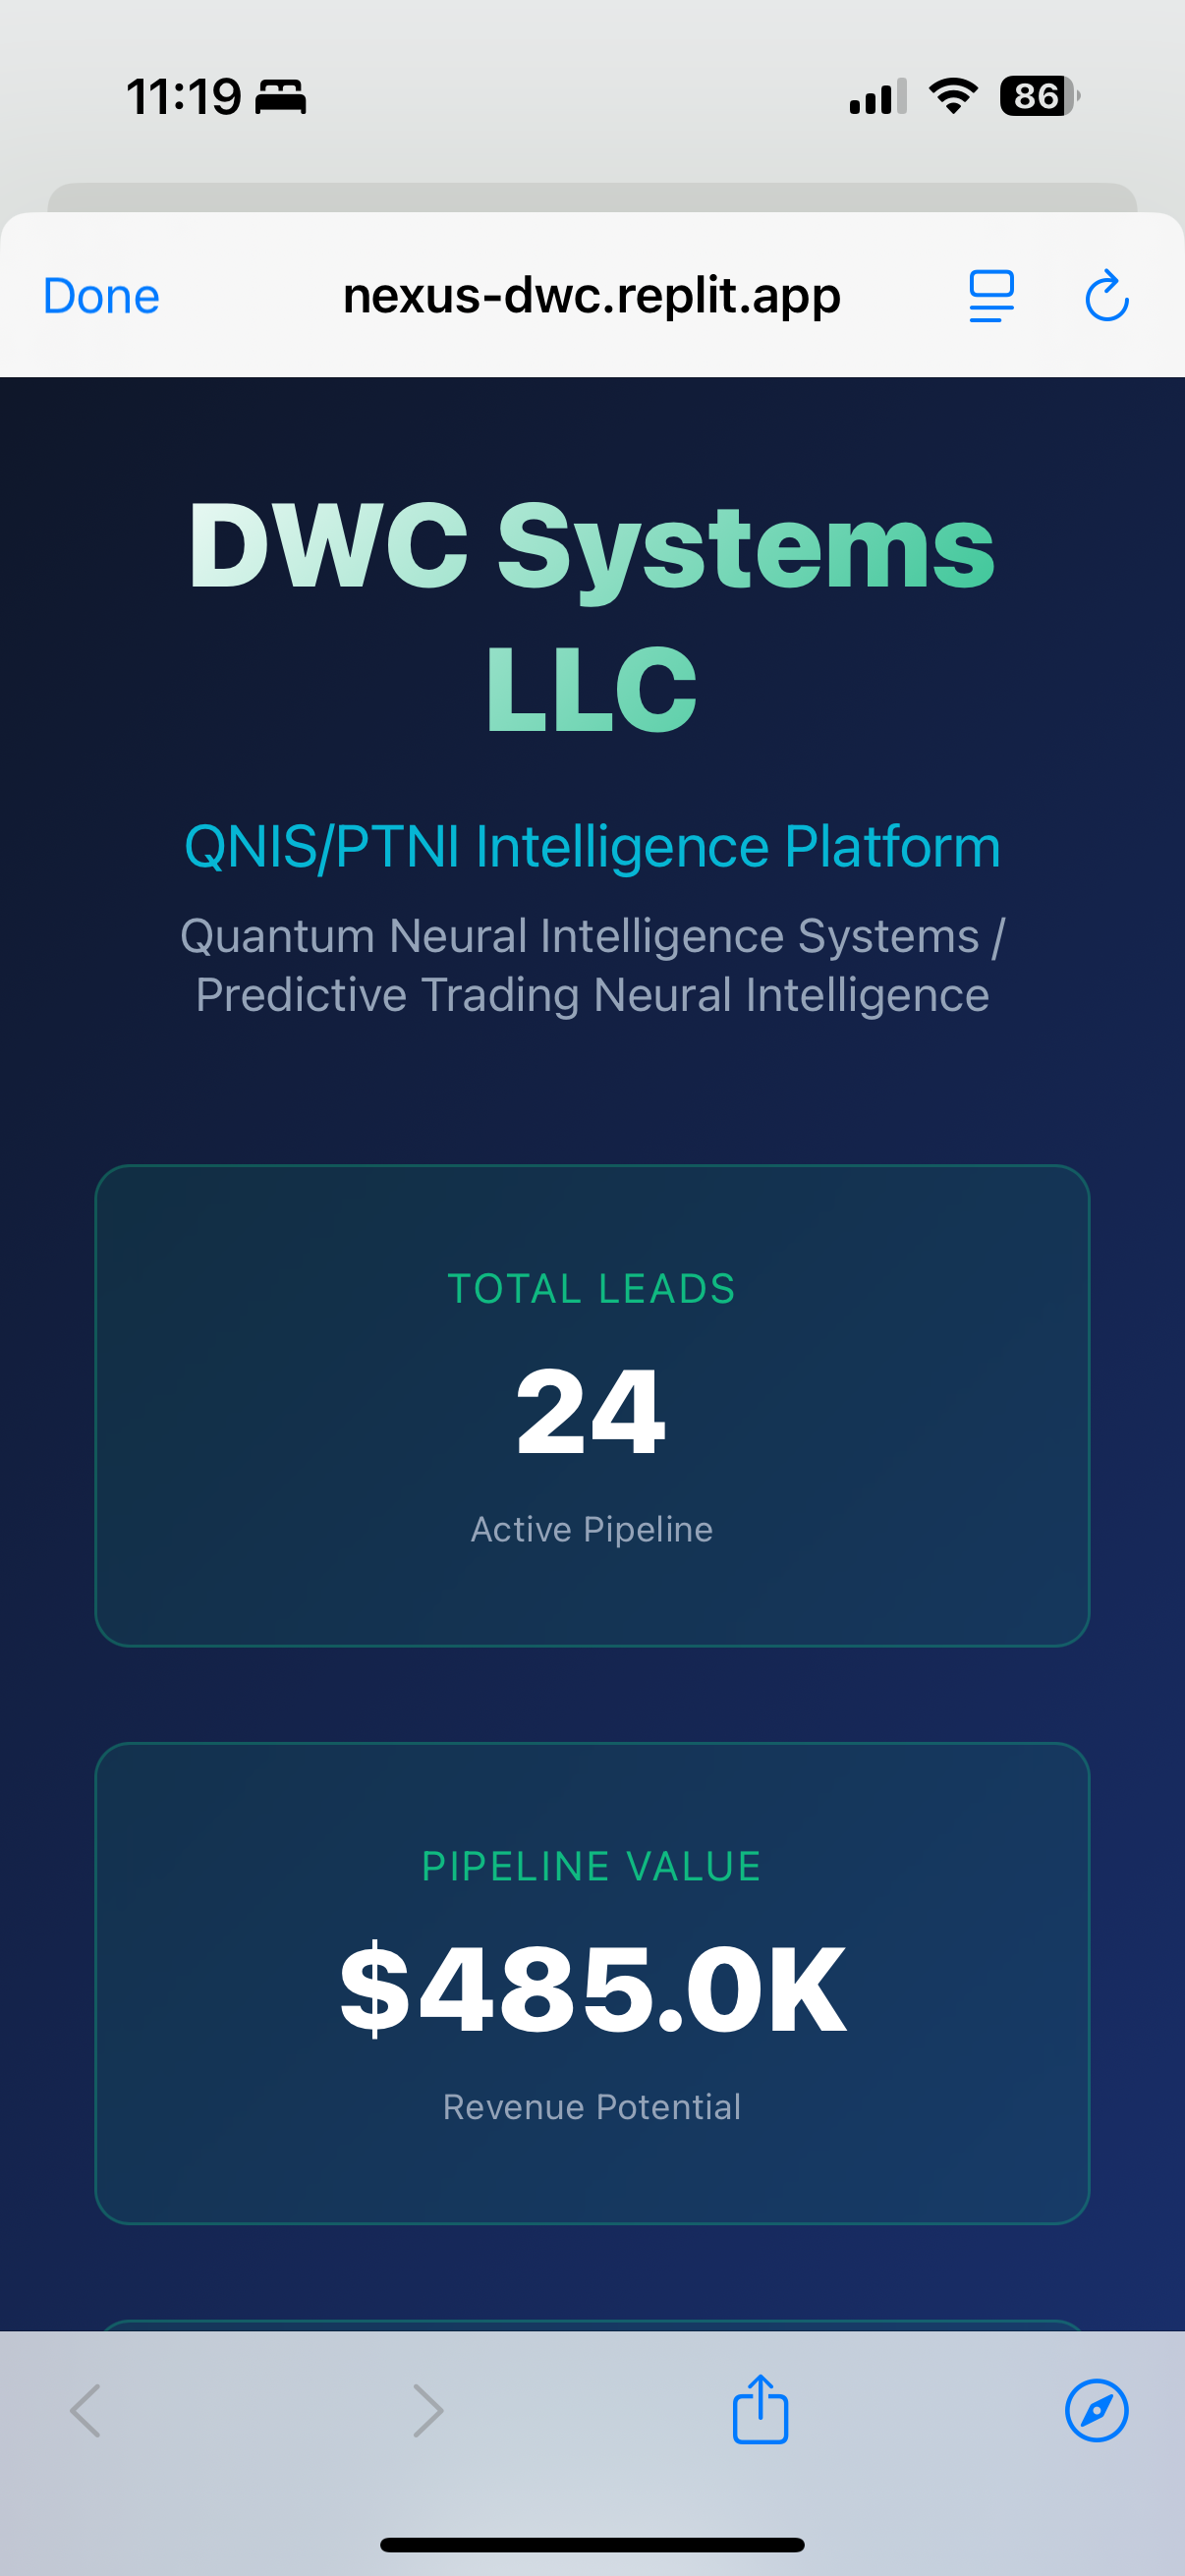 11:19
86
Done
nexus-dwc.replit.app
DWC Systems
LLC
QNIS/PTNI Intelligence Platform
Quantum Neural Intelligence Systems /
Predictive Trading Neural Intelligence
TOTAL LEADS
24
Active Pipeline
PIPELINE VALUE
$485.0K
Revenue Potential